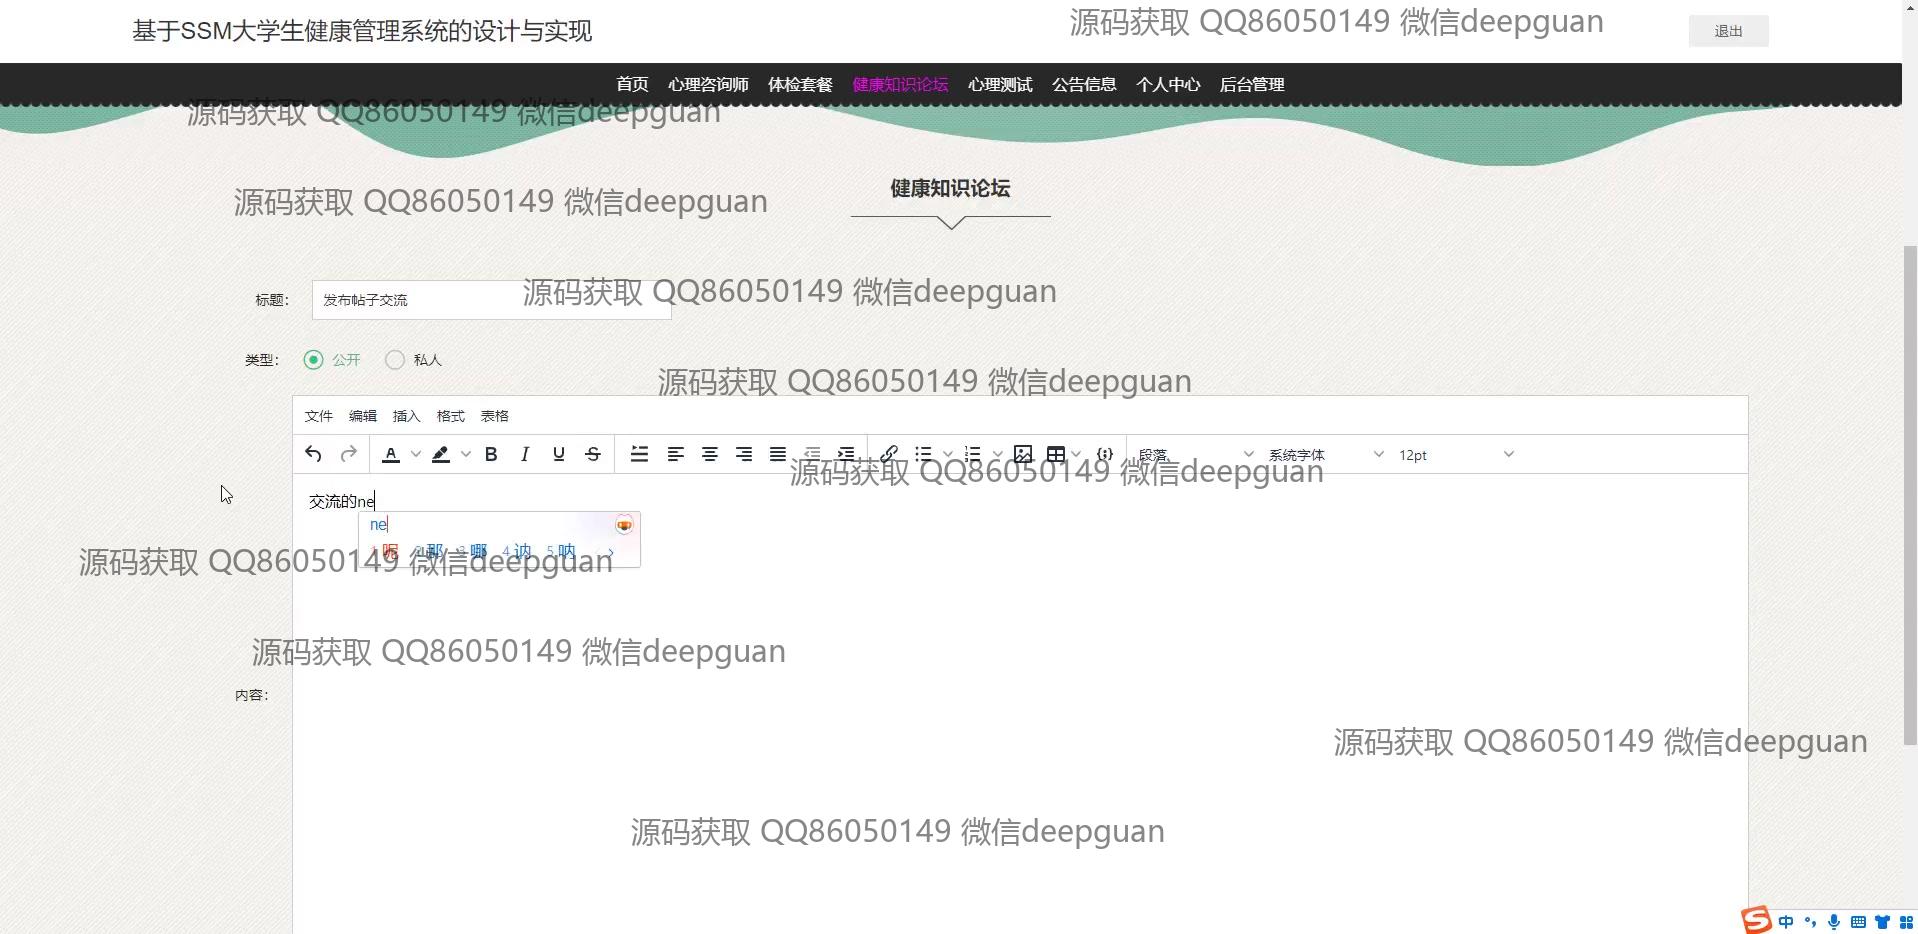 基于SSM大学生健康管理系统的设计与实现
源码获取 QQ86050149 微信deepguan
退出
首页 心理咨询师 体检套餐 健康知识论坛 心理测试 公告信息 个人中心 后台管理
源码获取 QQ86050149 微信deepguan
健康知识论坛
源码获取 QQ86050149 微信deepguan
标题： 发布帖子交流
源码获取 QQ86050149 微信deepguan
类型： 公开 私人
源码获取 QQ86050149 微信deepguan
文件 编辑 插入 格式 表格
A B I U S 段落 系统字体 12pt
源码获取 QQ86050149 微信deepguan
交流的ne
ne
1 呢 2 那 3 哪 4 讷 5 呐
源码获取 QQ86050149 微信deepguan
源码获取 QQ86050149 微信deepguan
内容：
源码获取 QQ86050149 微信deepguan
源码获取 QQ86050149 微信deepguan
S 中